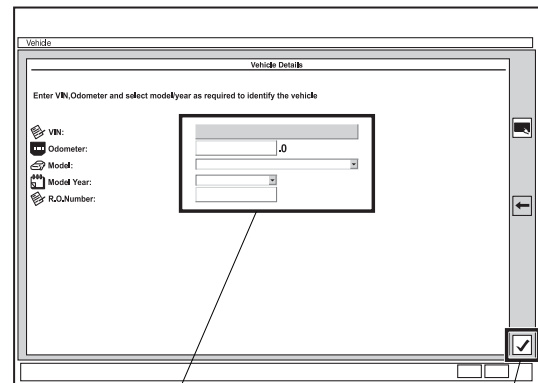 Vehicle
Vehicle Details
Enter VIN,Odometer and select model/year as required to identify the vehicle
VIN:
Odometer: .0
Model:
Model Year:
R.O.Number: